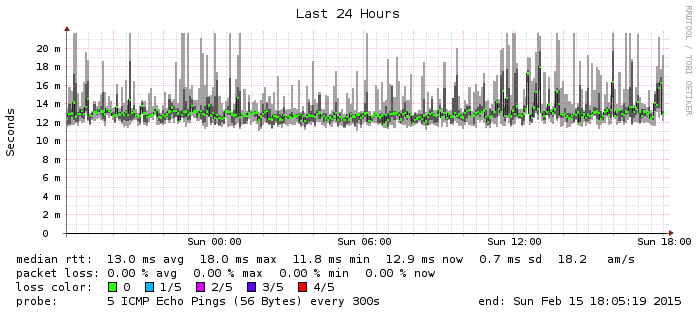 Last 24 Hours
RRDTOOL / TOBI OETIKER
Seconds
20 m
18 m
16 m
14 m
12 m
10 m
8 m
6 m
4 m
2 m
0
Sun 00:00 Sun 06:00 Sun 12:00 Sun 18:00
median rtt: 13.0 ms avg 18.0 ms max 11.8 ms min 12.9 ms now 0.7 ms sd 18.2 am/s
packet loss: 0.00 % avg 0.00 % max 0.00 % min 0.00 % now
loss color: 0 1/5 2/5 3/5 4/5
probe: 5 ICMP Echo Pings (56 Bytes) every 300s end: Sun Feb 15 18:05:19 2015